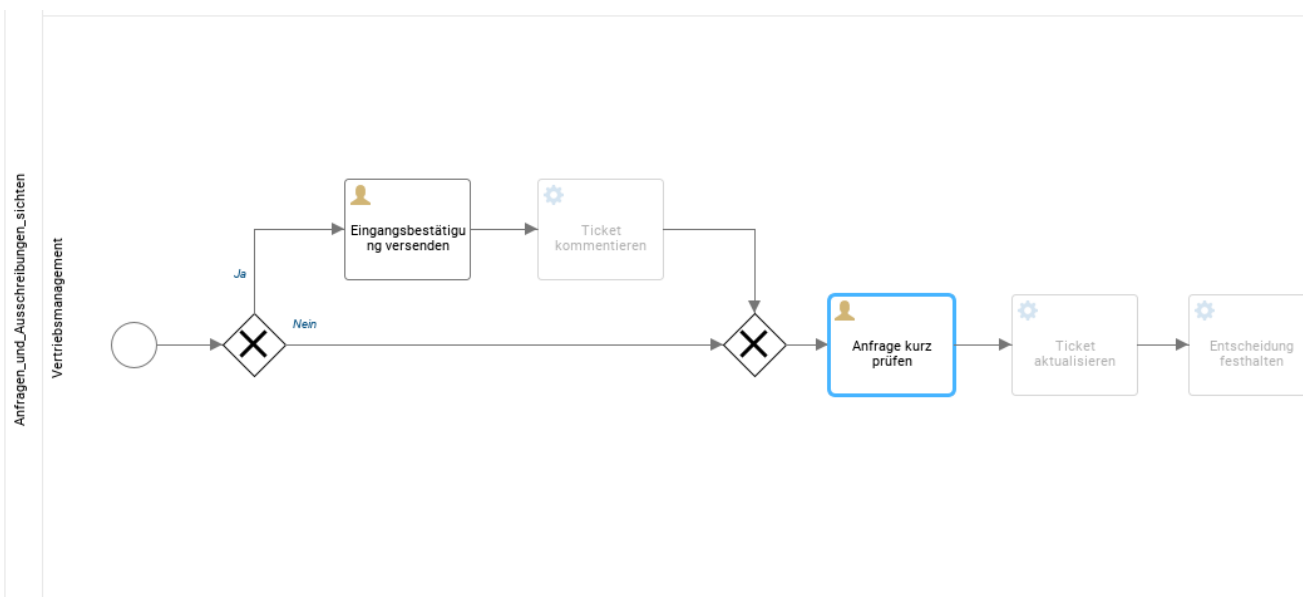 Anfragen_und_Ausschreibungen_sichten
Vertriebsmanagement
Ja
Nein
Eingangsbestätigu
ng versenden
Ticket
kommentieren
Anfrage kurz
prüfen
Ticket
aktualisieren
Entscheidung
festhalten